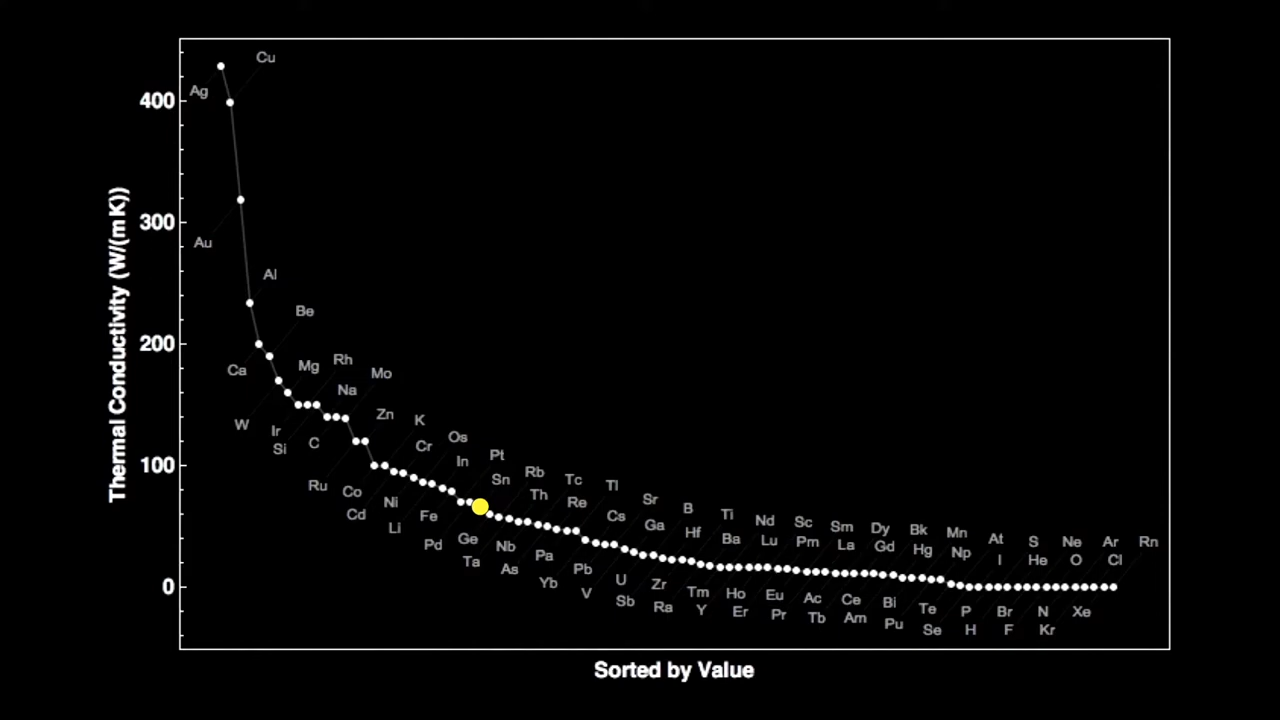 Cu
Ag
400
300
Au
Al
Be
200
Ca
Mg
Rh
Mo
Na
W
Ir
Si
C
Zn
K
Cr
Os
In
Pt
100
Ru
Co
Cd
Ni
Li
Fe
Pd
Sn
Rb
Th
Tc
Re
Tl
Cs
Sr
Ga
B
Hf
Ti
Ba
Nd
Lu
Sc
Pm
Sm
La
Dy
Gd
Bk
Hg
Mn
Np
At
I
S
He
Ne
O
Ar
Cl
Rn
Ge
Ta
Nb
As
Pa
Yb
Pb
V
U
Sb
Zr
Ra
Tm
Y
Ho
Er
Eu
Pr
Ac
Tb
Ce
Am
Bi
Pu
Te
Se
P
H
Br
F
N
Kr
Xe
0
Thermal Conductivity (W/(m K))
Sorted by Value